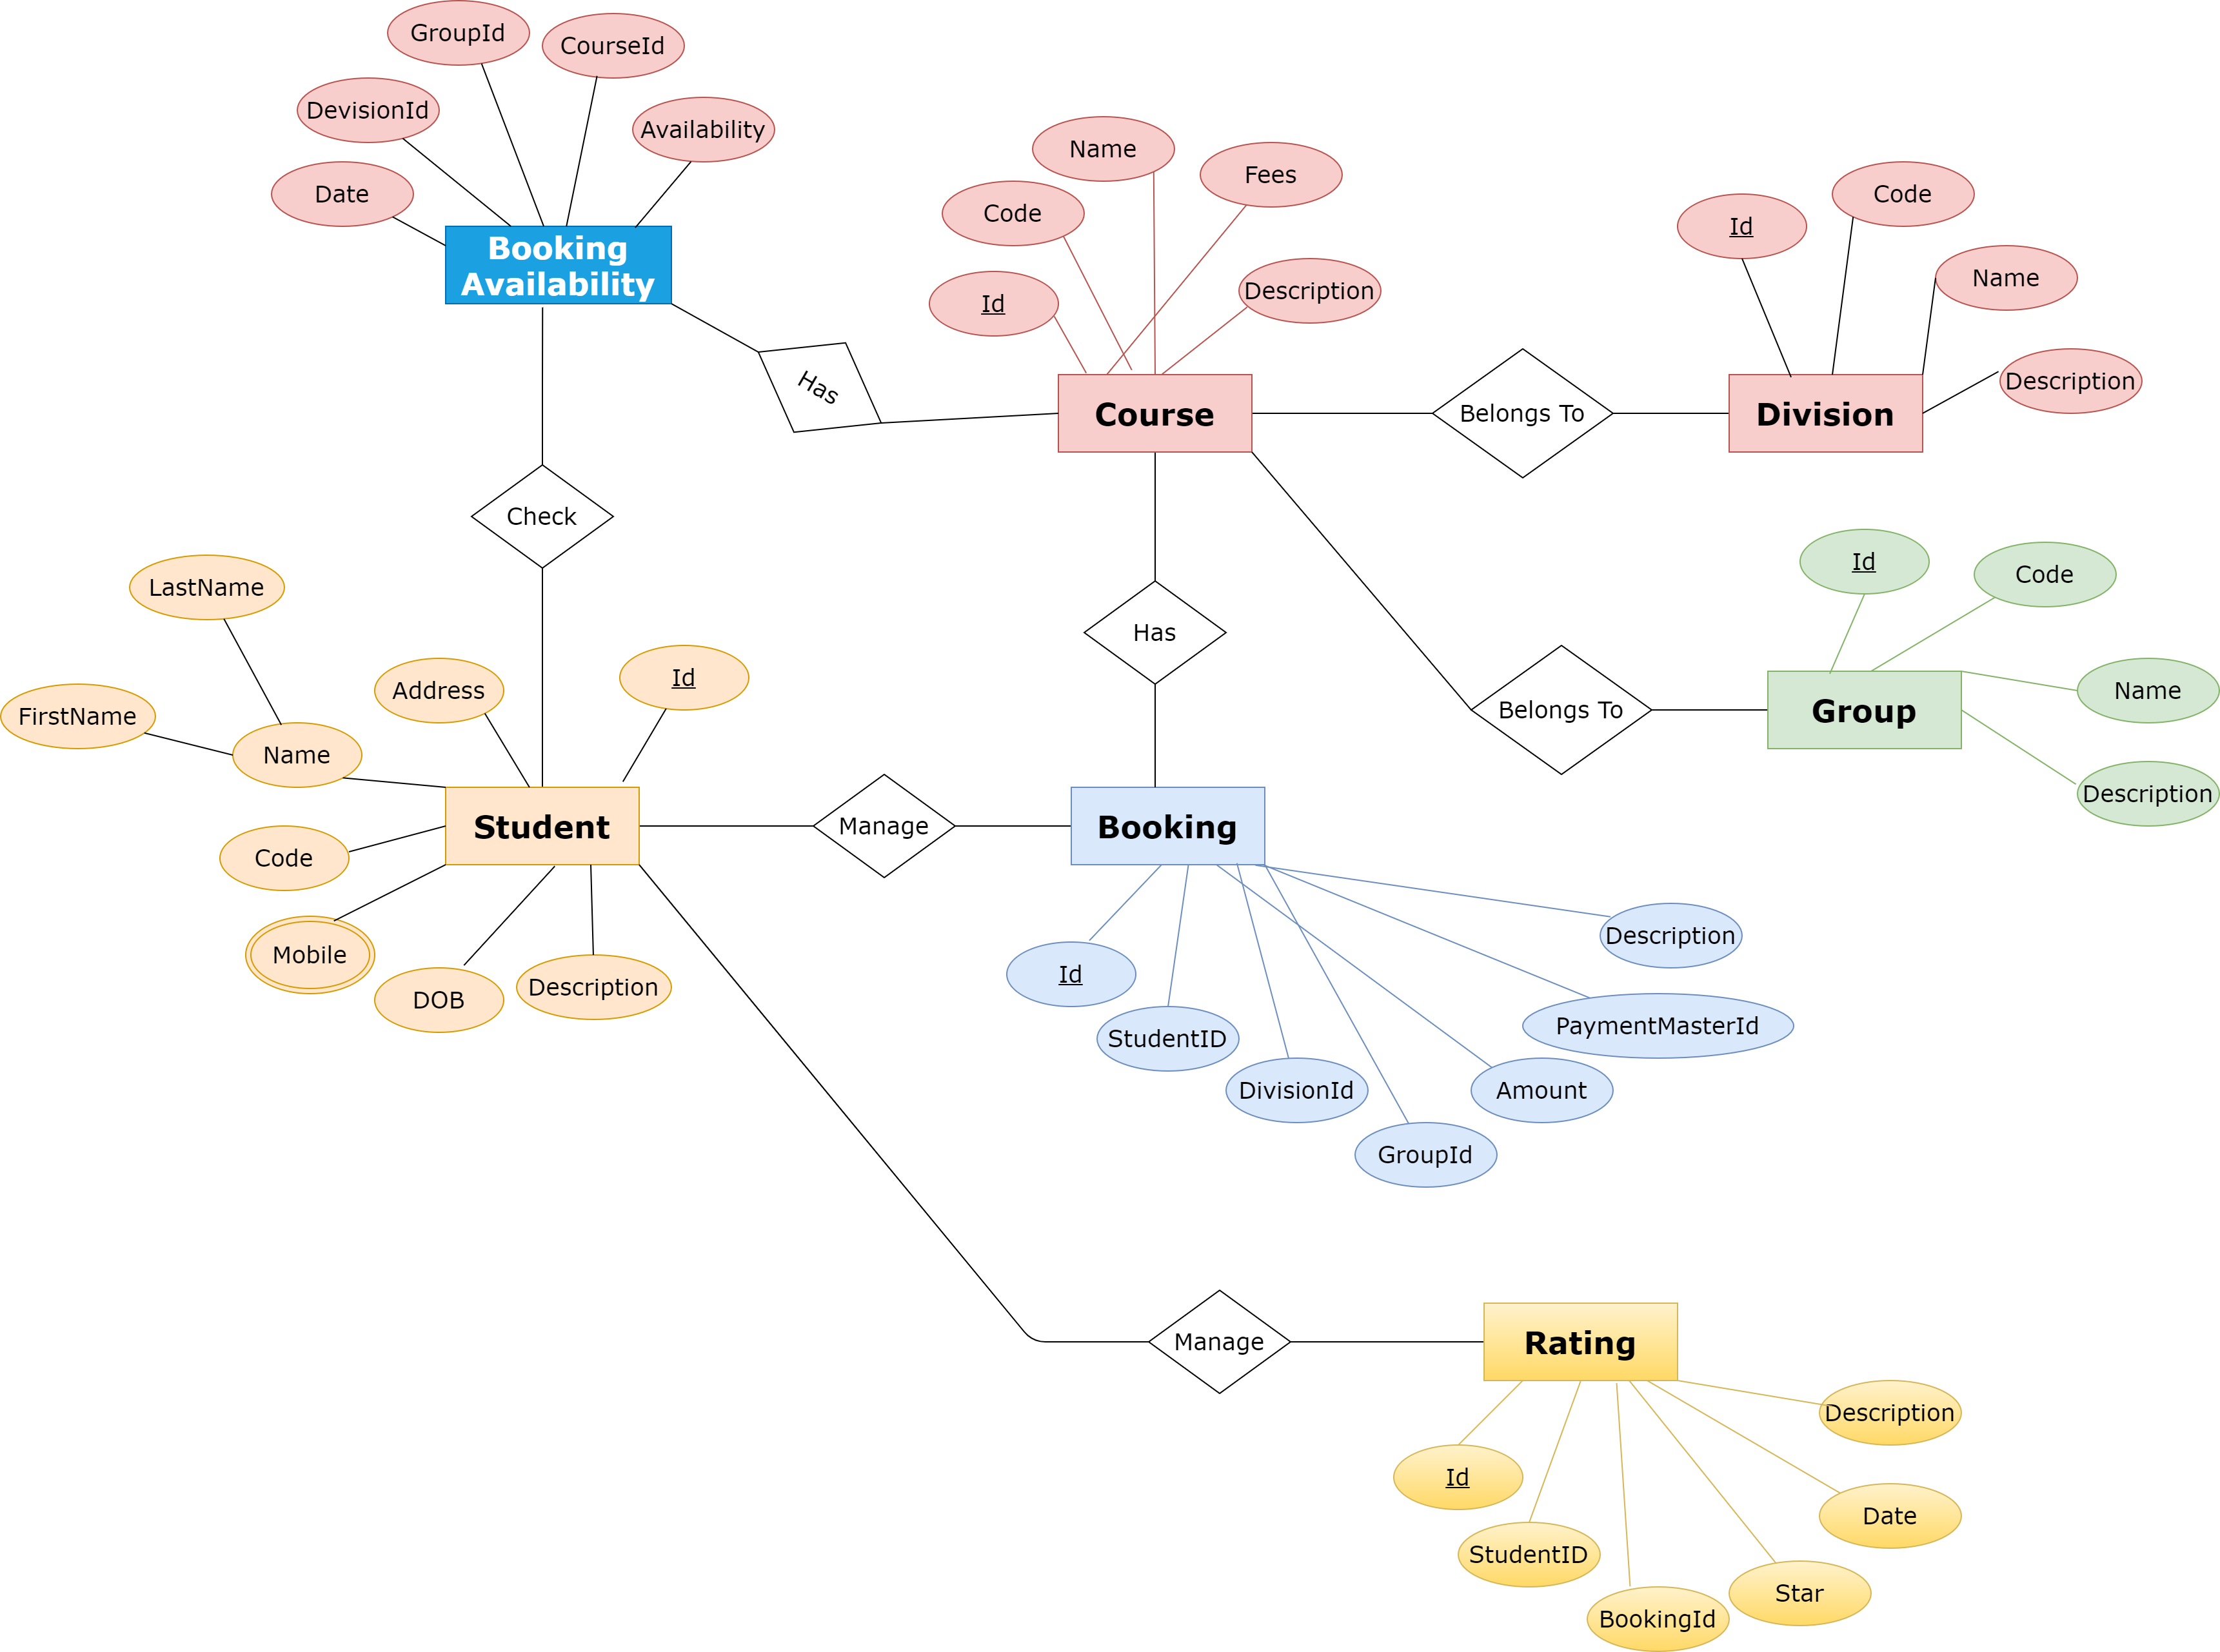 GroupId
CourseId
DevisionId
Availability
Date
Booking
Availability
Name
Fees
Code
Id
Description
Id
Code
Name
Description
Has
Course
Belongs To
Division
Check
Id
Code
Name
Description
LastName
FirstName
Name
Address
Id
Has
Belongs To
Group
Student
Manage
Booking
Code
Mobile
DOB
Description
Id
StudentID
DivisionId
GroupId
Amount
PaymentMasterId
Description
Manage
Rating
Id
StudentID
BookingId
Star
Date
Description